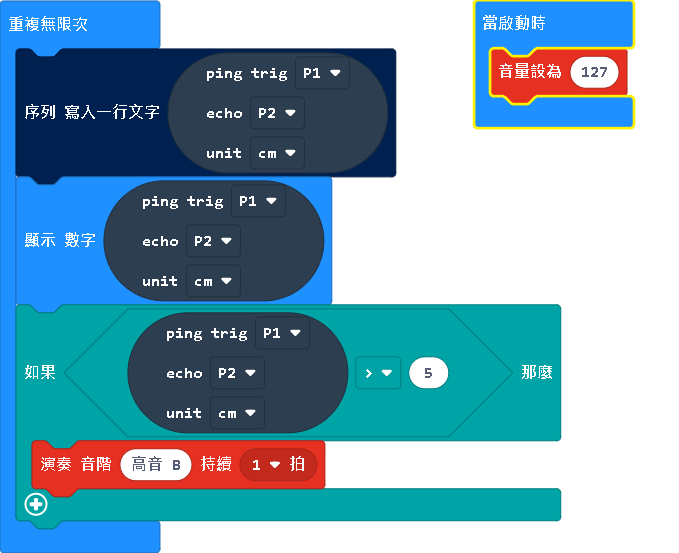 重複無限次
序列 寫入一行文字
ping trig P1
echo P2
unit cm
顯示 數字
ping trig P1
echo P2
unit cm
如果
ping trig P1
echo P2
unit cm
> 5
那麼
演奏 音階 高音 B 持續 1 拍
當啟動時
音量設為 127